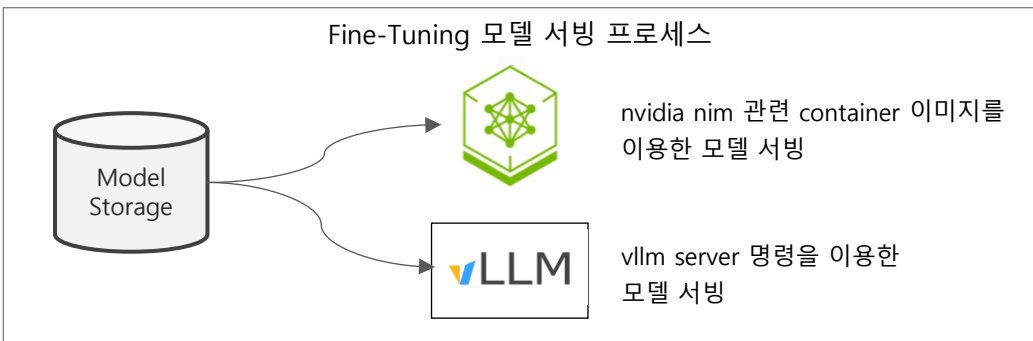 Fine-Tuning 모델 서빙 프로세스
Model
Storage
nvidia nim 관련 container 이미지를
이용한 모델 서빙
vLLM
vllm server 명령을 이용한
모델 서빙